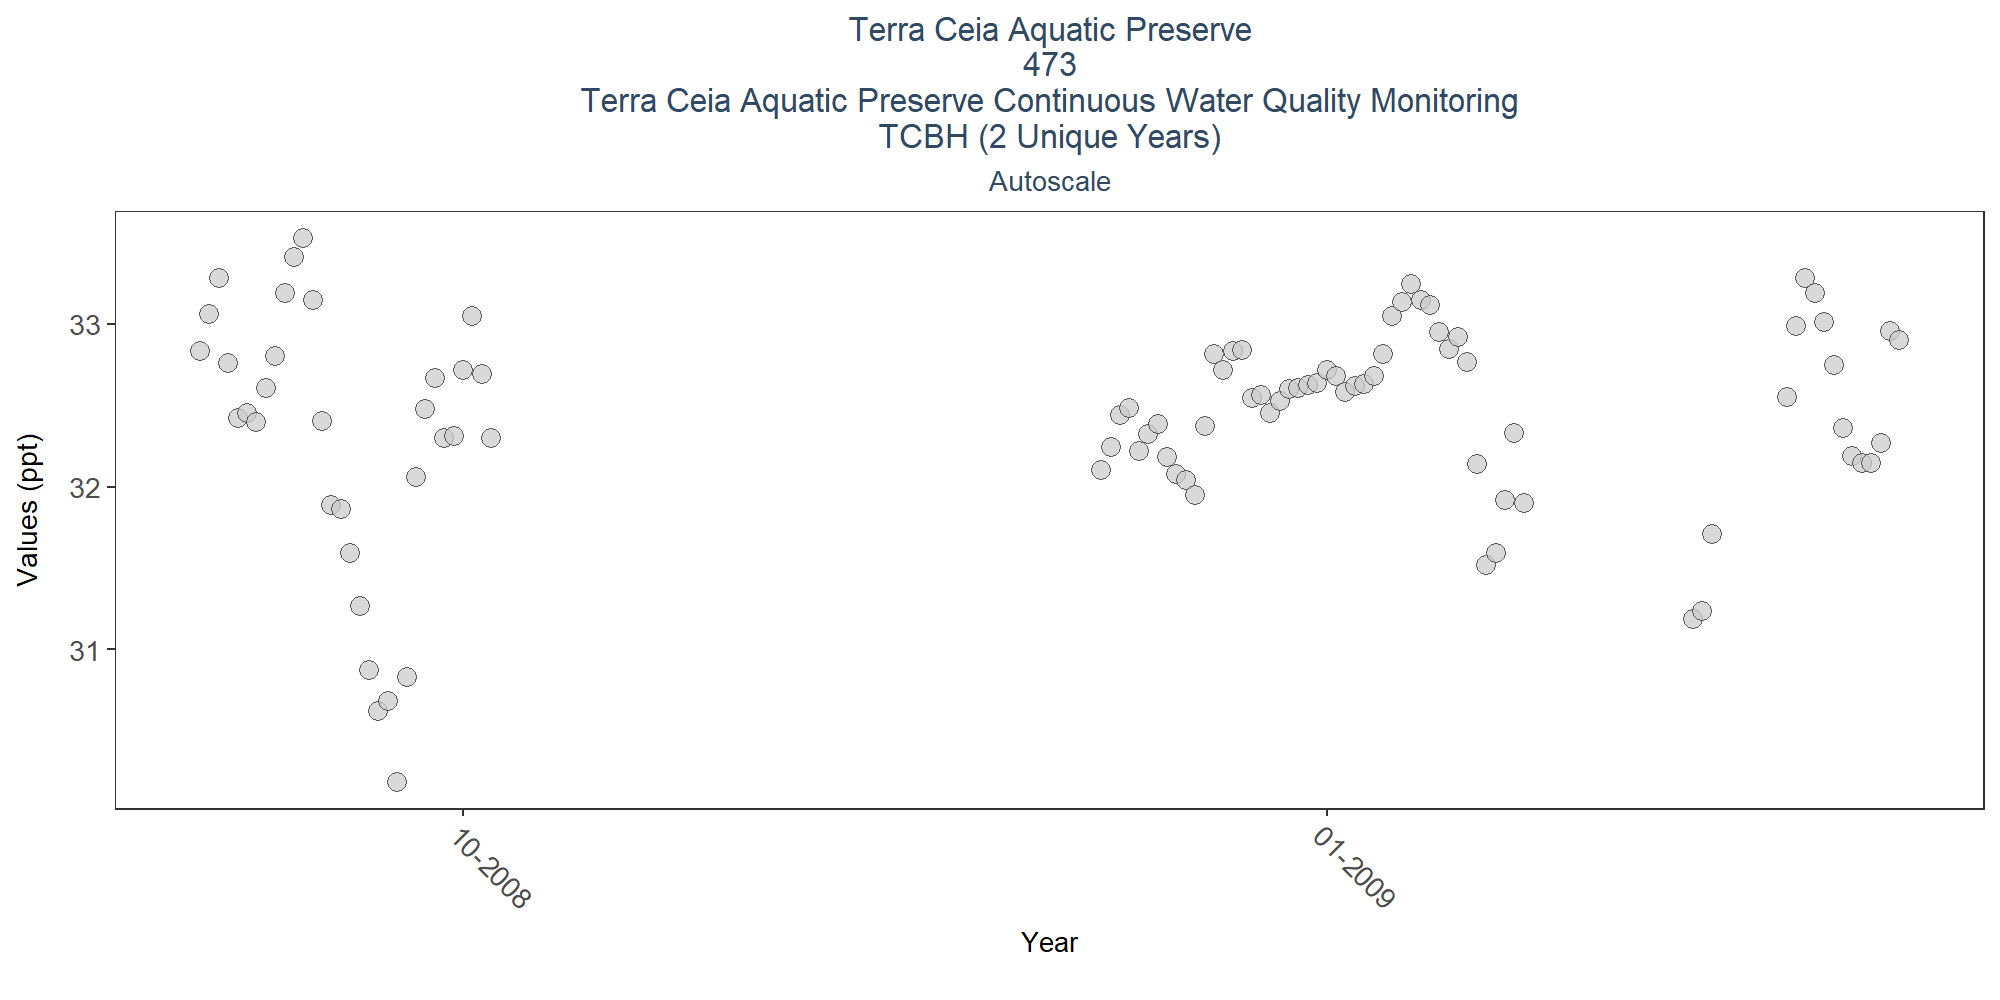 Terra Ceia Aquatic Preserve
473
Terra Ceia Aquatic Preserve Continuous Water Quality Monitoring
TCBH (2 Unique Years)
Autoscale
Values (ppt)
33
32
31
10-2008
01-2009
Year